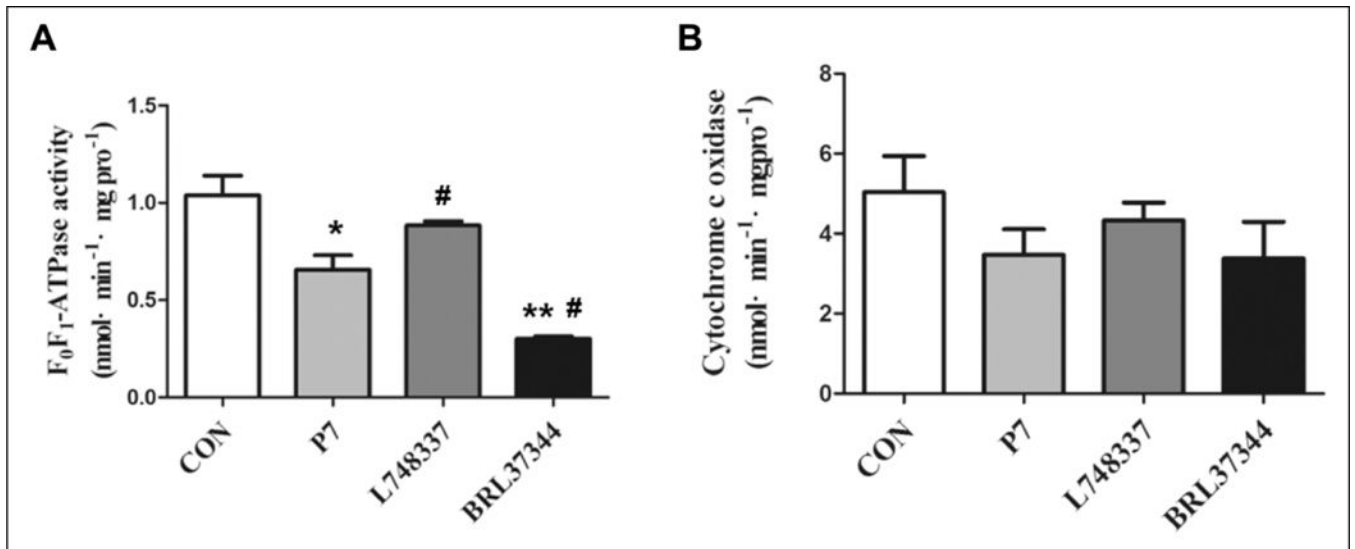 A
F₀F₁-ATPase activity
(nmol· min⁻¹· mg pro⁻¹)
1.5
1.0
0.5
0.0
*
#
** #
CON
P7
L748337
BRL37344
B
Cytochrome c oxidase
(nmol· min⁻¹· mgpro⁻¹)
8
6
4
2
0
CON
P7
L748337
BRL37344